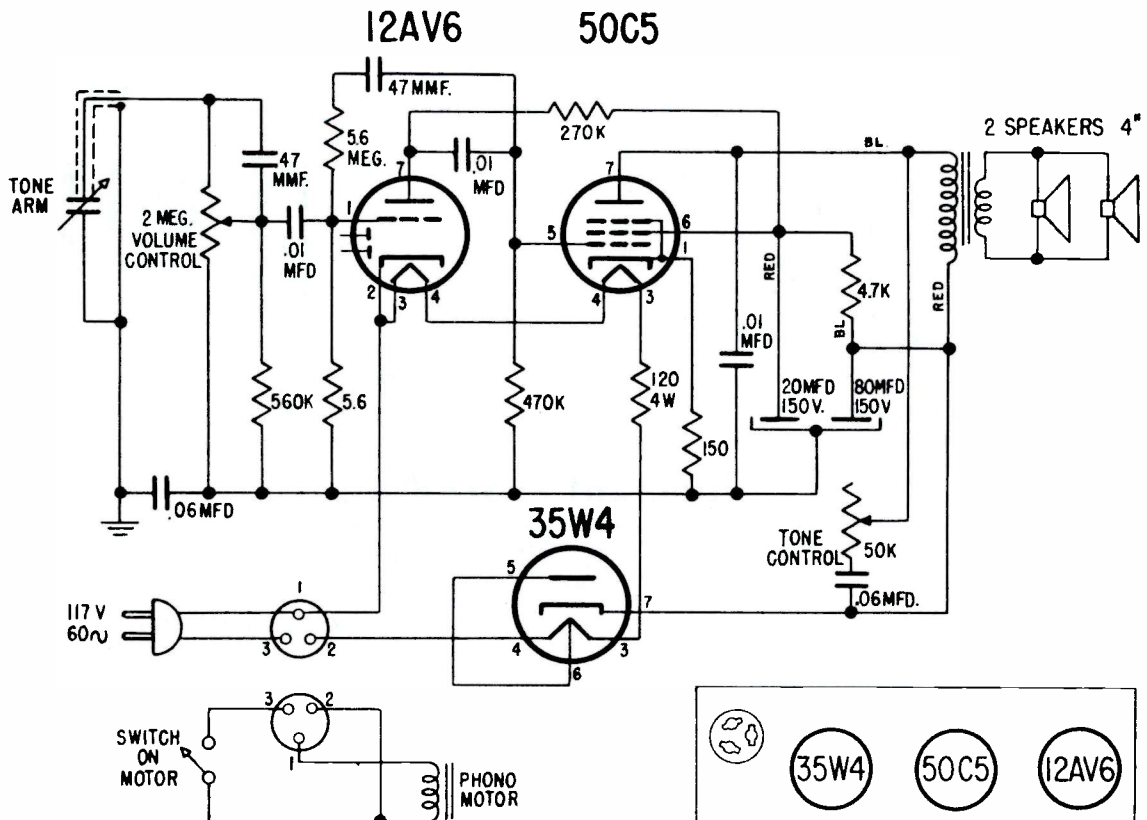 12AV6
50C5
47 MMF.
270K
5.6
MEG.
7
.01
MFD
7
BL.
2 SPEAKERS 4"
TONE
ARM
47
MMF.
2 MEG.
VOLUME
CONTROL
.01
MFD
1
2
3
4
5
6
1
4
3
RED
4.7K
BL
RED
.01
MFD
560K
5.6
470K
120
4W
150
20MFD
150V.
80MFD
150V
.06MFD
35W4
TONE
CONTROL
50K
.06MFD.
5
7
4
6
3
117 V
60~
1
3
2
SWITCH
ON
MOTOR
3
2
1
PHONO
MOTOR
35W4
50C5
12AV6